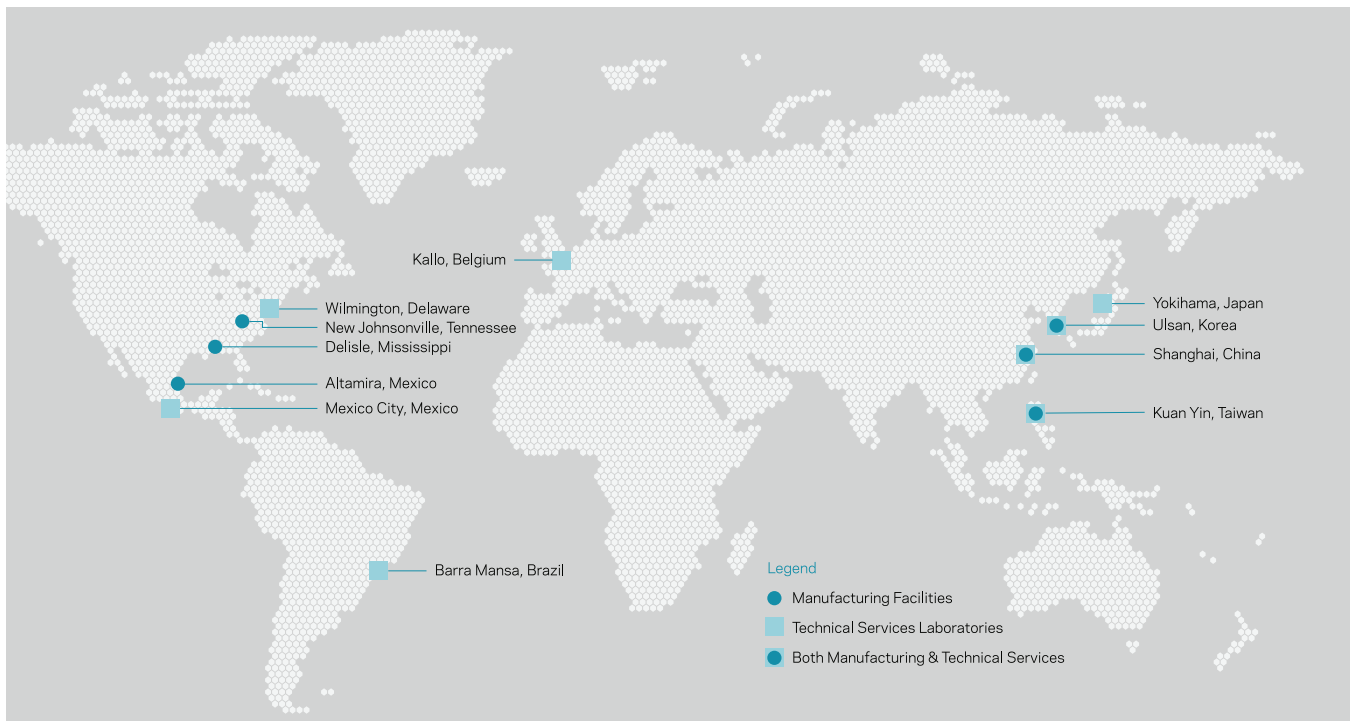 Kallo, Belgium
Wilmington, Delaware
New Johnsonville, Tennessee
Delisle, Mississippi
Altamira, Mexico
Mexico City, Mexico
Barra Mansa, Brazil
Yokihama, Japan
Ulsan, Korea
Shanghai, China
Kuan Yin, Taiwan
Legend
Manufacturing Facilities
Technical Services Laboratories
Both Manufacturing & Technical Services